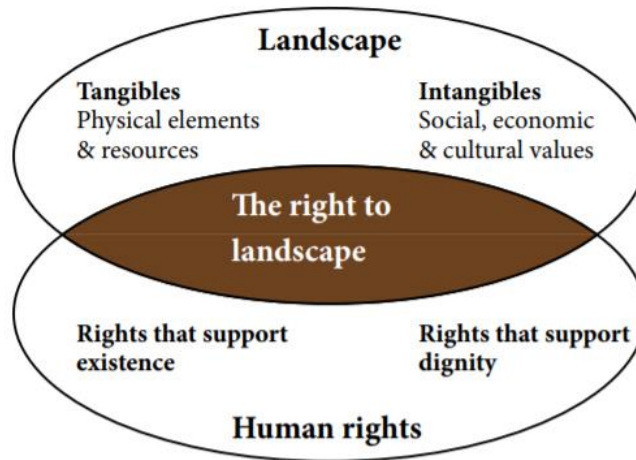 Landscape
Tangibles
Physical elements
& resources
Intangibles
Social, economic
& cultural values
The right to
landscape
Rights that support
existence
Rights that support
dignity
Human rights